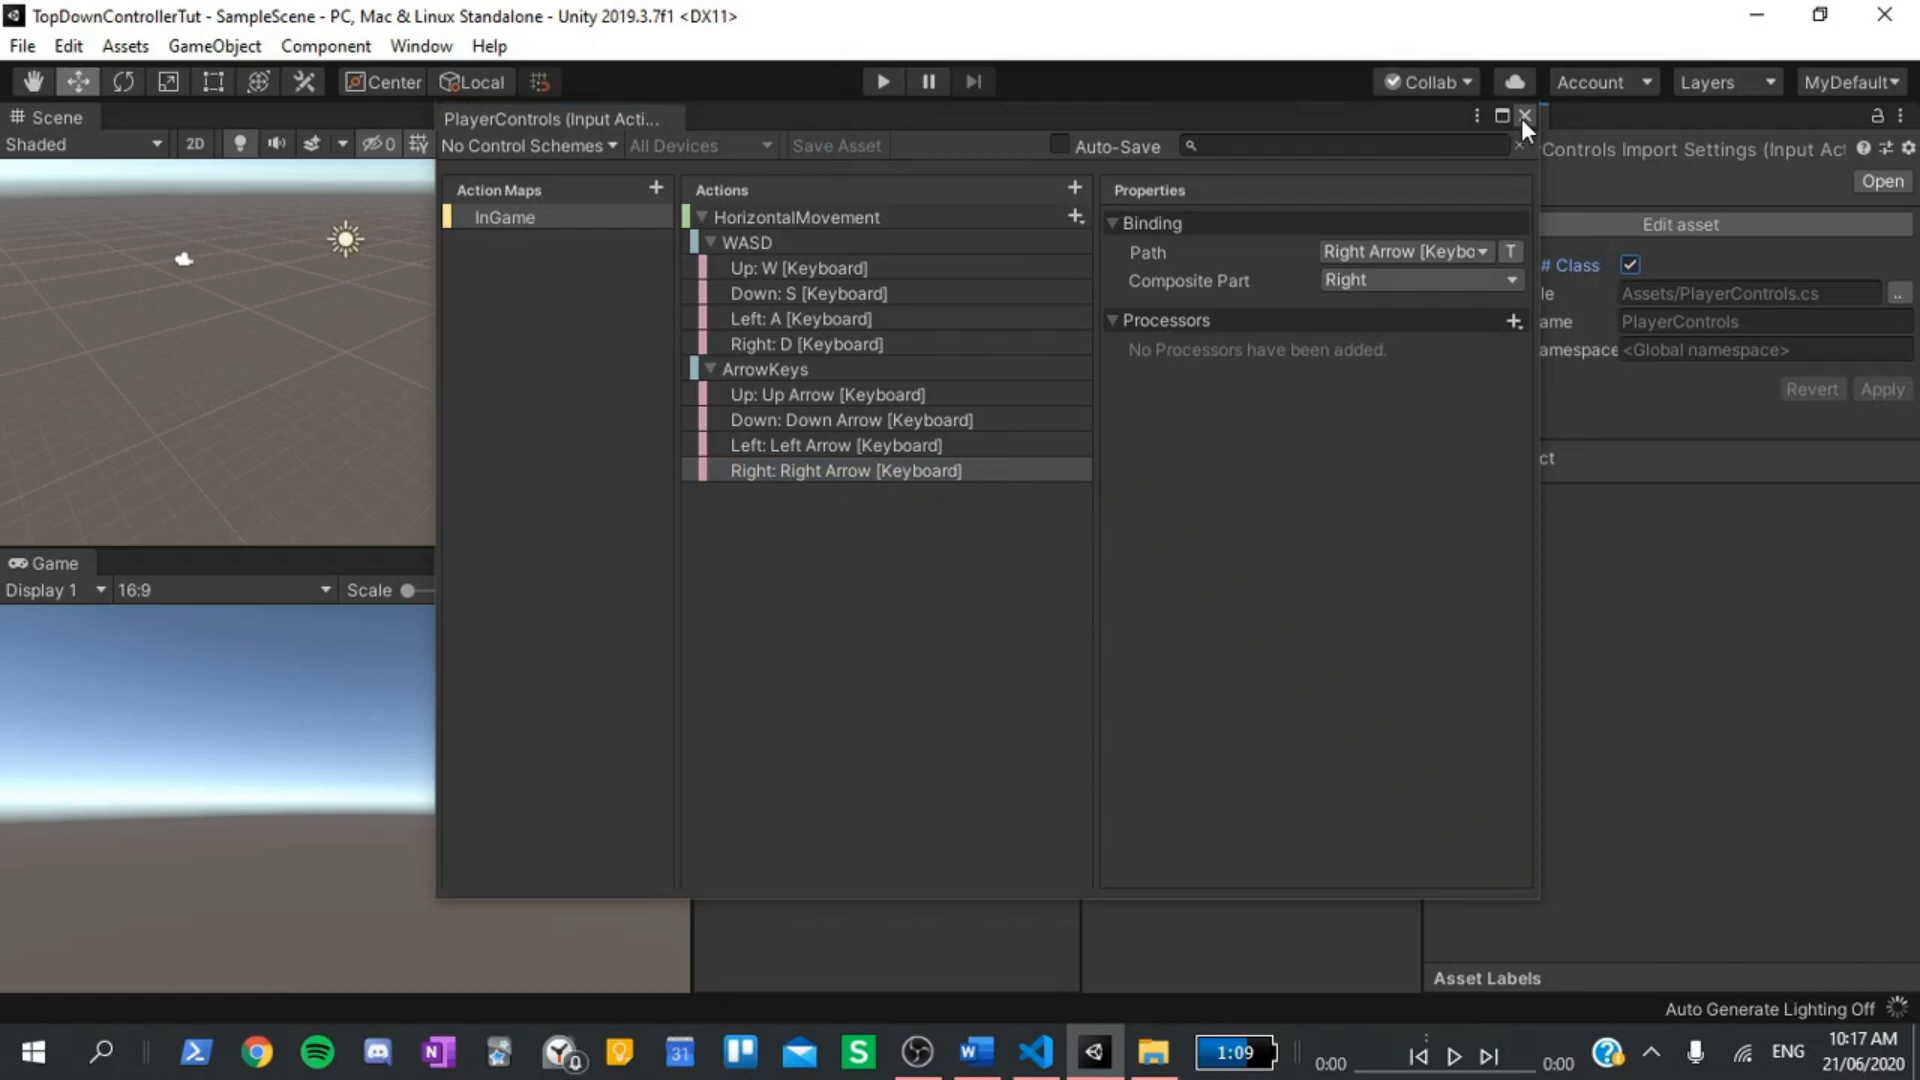 TopDownControllerTut - SampleScene - PC, Mac & Linux Standalone - Unity 2019.3.7f1 <DX11>
File Edit Assets GameObject Component Window Help
Center Local Collab Account Layers MyDefault
Scene
PlayerControls (Input Acti...
Shaded 2D
No Control Schemes All Devices Save Asset Auto-Save
Controls Import Settings (Input Ac
Open
Action Maps
InGame
Actions
HorizontalMovement
WASD
Up: W [Keyboard]
Down: S [Keyboard]
Left: A [Keyboard]
Right: D [Keyboard]
ArrowKeys
Up: Up Arrow [Keyboard]
Down: Down Arrow [Keyboard]
Left: Left Arrow [Keyboard]
Right: Right Arrow [Keyboard]
Properties
Binding
Path Right Arrow [Keybo T
Composite Part Right
Processors
No Processors have been added.
Edit asset
# Class
le Assets/PlayerControls.cs ..
ame PlayerControls
amespace <Global namespace>
Revert Apply
ct
Game
Display 1 16:9 Scale
Asset Labels
Auto Generate Lighting Off
31 S 1:09 0:00 0:00 ENG
10:17 AM
21/06/2020